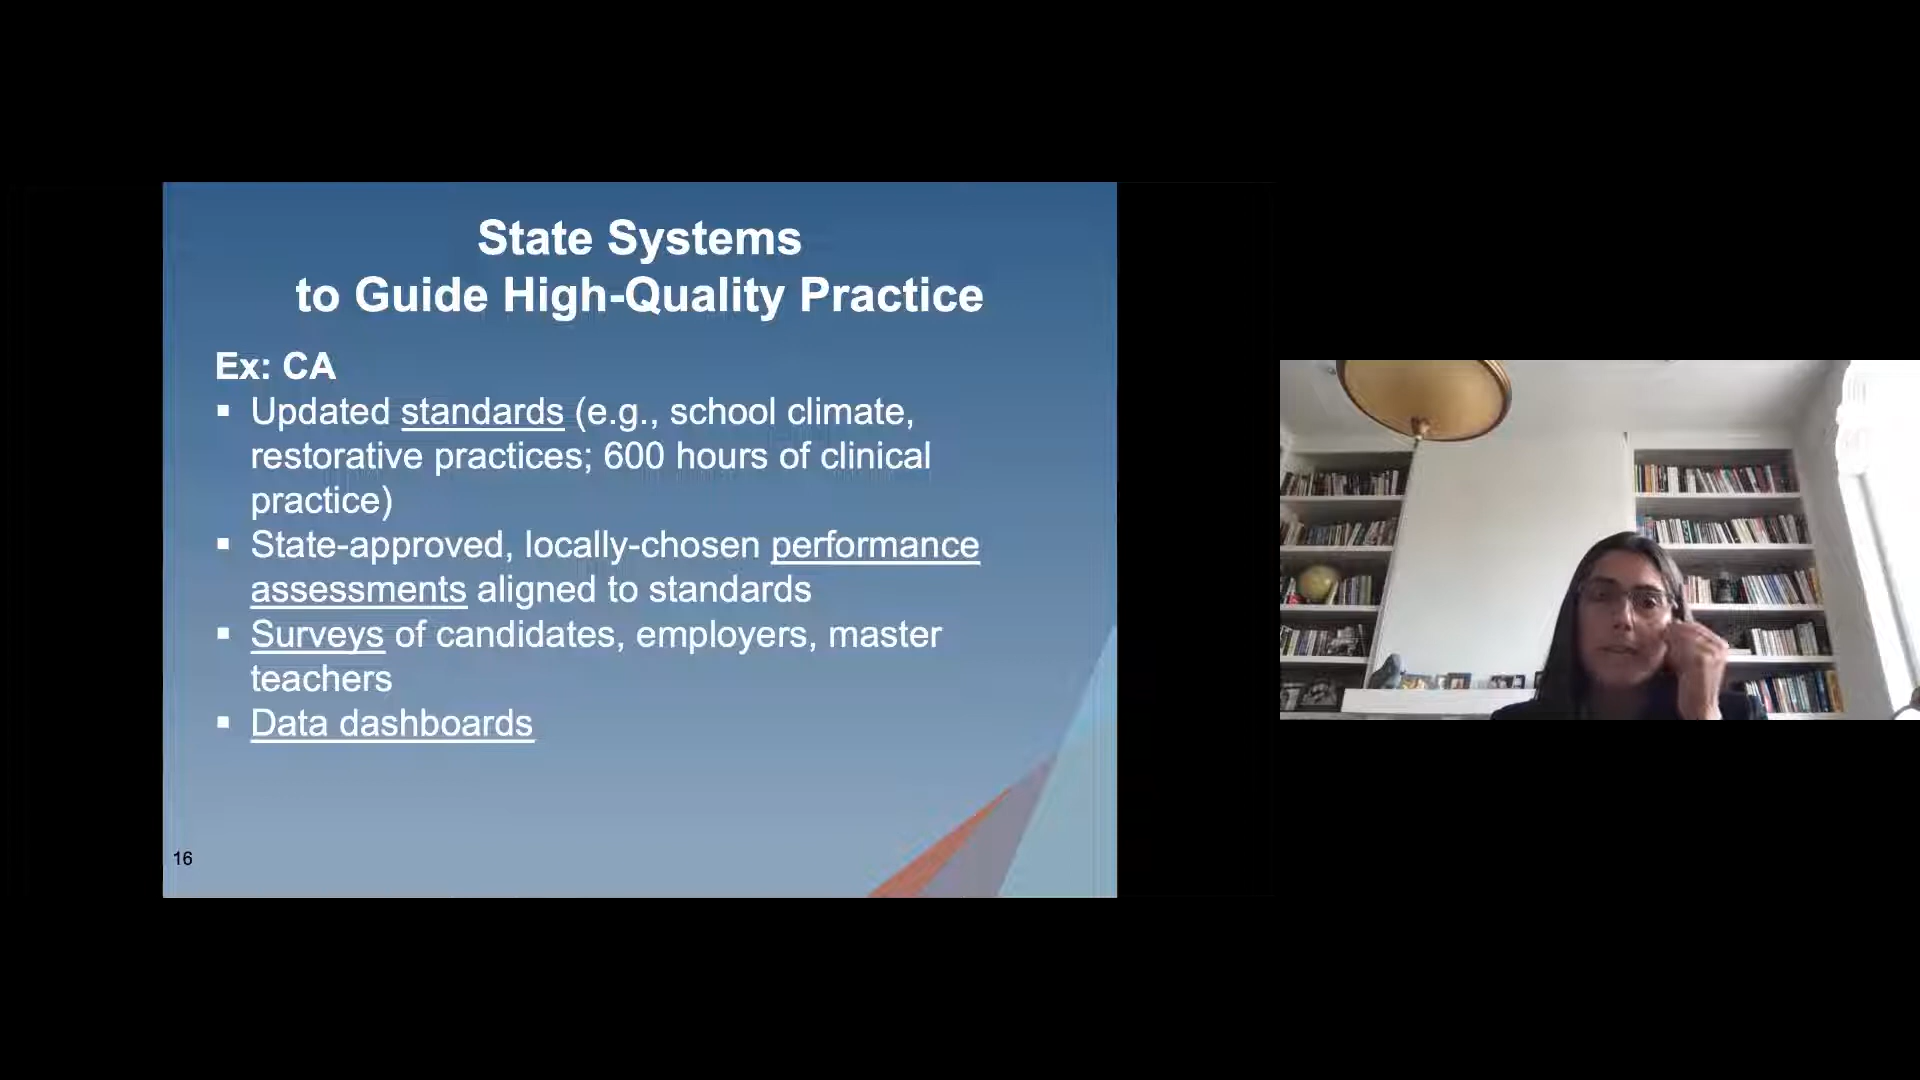 State Systems
to Guide High-Quality Practice
Ex: CA
▪ Updated standards (e.g., school climate,
restorative practices; 600 hours of clinical
practice)
▪ State-approved, locally-chosen performance
assessments aligned to standards
▪ Surveys of candidates, employers, master
teachers
▪ Data dashboards
16